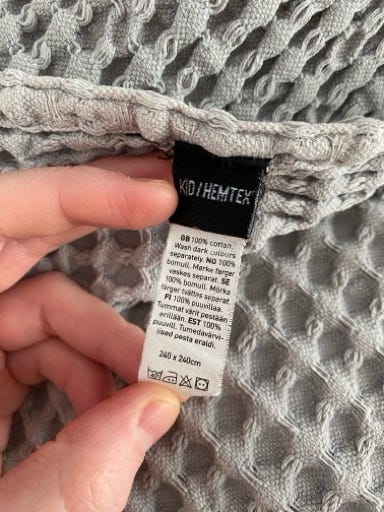 KID/HEMTEX
GB 100% cotton.
Wash dark colours
separately. NO 100%
bomull. Mørke farger
vaskes separat. SE
100% bomull. Mörka
färger tvättas separat
FI 100% puuvillaa.
Tummat värit pestään
erillään. EST 100%
puuvill. Tumedavärvi-
lised pesta eraldi.
240 x 240cm